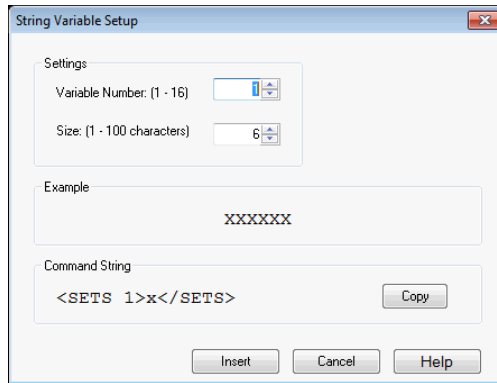 String Variable Setup
Settings
Variable Number: (1 - 16) 1
Size: (1 - 100 characters) 6
Example
XXXXXX
Command String
<SETS 1>x</SETS> Copy
Insert Cancel Help